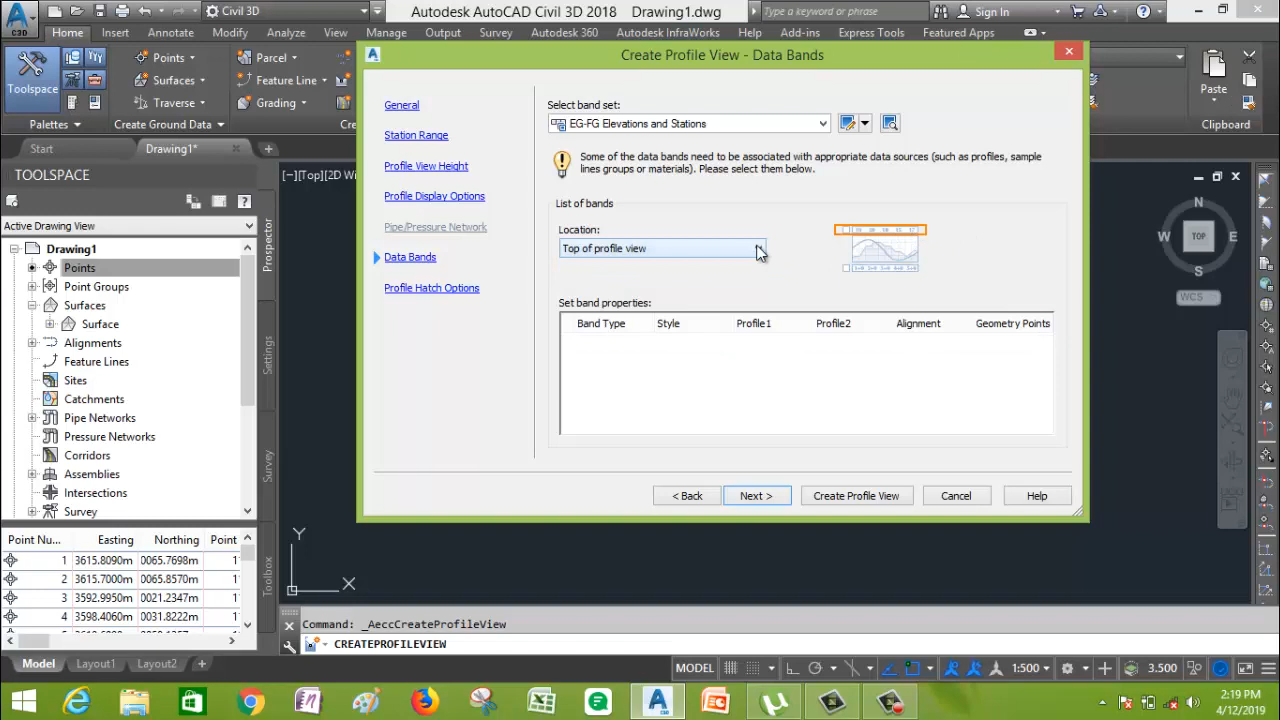 Civil 3D
Autodesk AutoCAD Civil 3D 2018 Drawing1.dwg
Type a keyword or phrase
Sign In
C3D
Home Insert Annotate Modify Analyze View Manage Output Survey Autodesk 360 Autodesk InfraWorks Help Add-ins Express Tools Featured Apps
Toolspace
Points
Surfaces
Traverse
Parcel
Feature Line
Grading
Paste
Palettes
Create Ground Data
Clipboard
Start
Drawing1*
TOOLSPACE
Active Drawing View
Drawing1
Points
Point Groups
Surfaces
Surface
Alignments
Feature Lines
Sites
Catchments
Pipe Networks
Pressure Networks
Corridors
Assemblies
Intersections
Survey
Prospector
Settings
Survey
Toolbox
Point Nu... Easting Northing Point
1 3615.8090m 0065.7698m 1
2 3615.7000m 0065.8570m 1
3 3592.9950m 0021.2347m 1
4 3598.4060m 0031.8222m 1
Create Profile View - Data Bands
General
Station Range
Profile View Height
Profile Display Options
Pipe/Pressure Network
Data Bands
Profile Hatch Options
Select band set:
EG-FG Elevations and Stations
Some of the data bands need to be associated with appropriate data sources (such as profiles, sample
lines groups or materials). Please select them below.
List of bands
Location:
Top of profile view
Set band properties:
Band Type Style Profile1 Profile2 Alignment Geometry Points
< Back Next > Create Profile View Cancel Help
[−][Top][2D Wi
N
W TOP E
S
WCS
Y
X
Command: _AeccCreateProfileView
CREATEPROFILEVIEW
Model Layout1 Layout2
MODEL
1:500
3.500
2:19 PM
4/12/2019